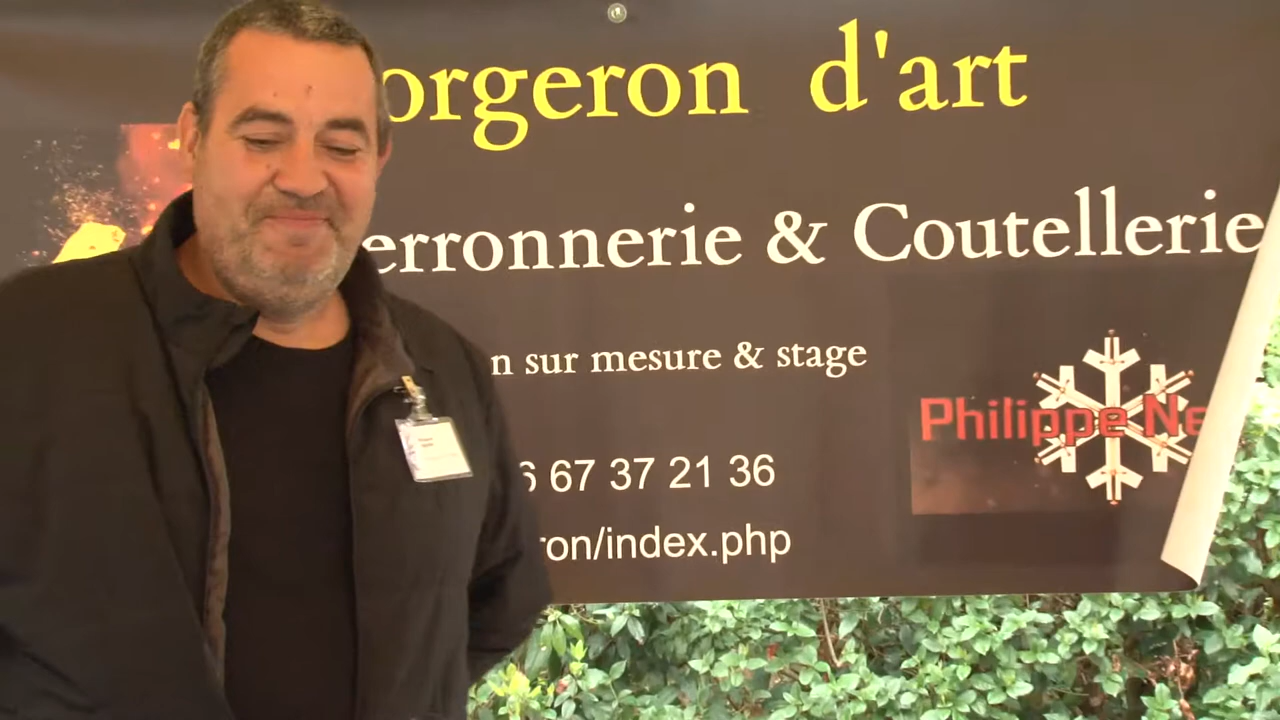 orgeron d'art
erronnerie & Coutellerie
n sur mesure & stage
Philippe Ne
6 67 37 21 36
ron/index.php